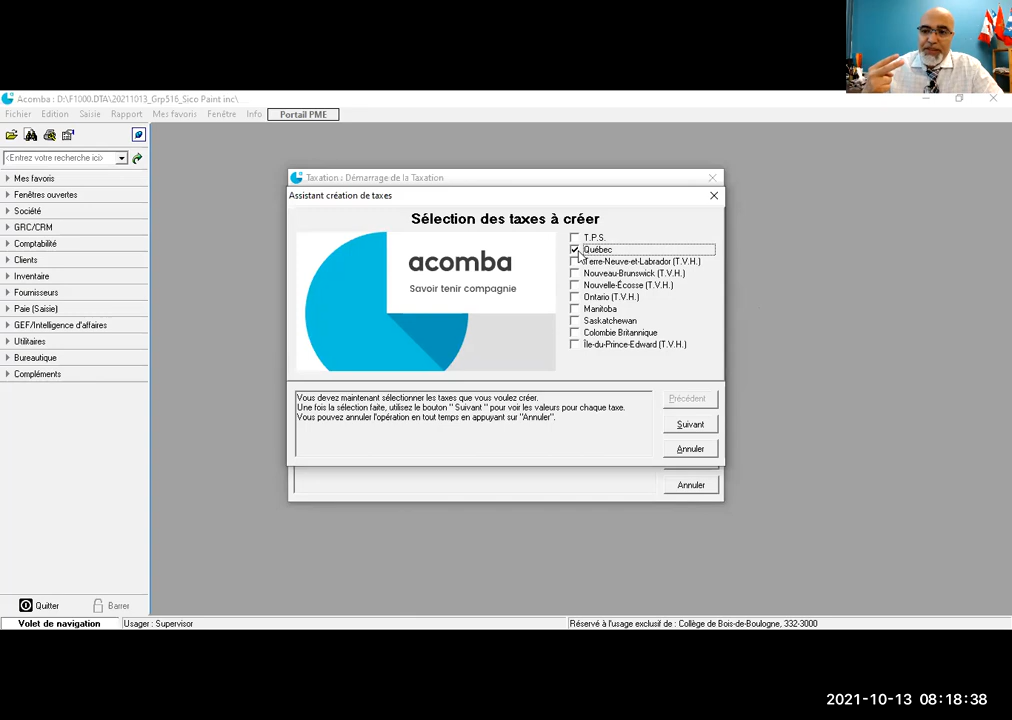 Acomba : D:\F1000.DTA\20211013_Grp516_Sico Paint inc\
Fichier Edition Saisie Rapport Mes favoris Fenêtre Info Portail PME
<Entrez votre recherche ici>
Mes favoris
Fenêtres ouvertes
Société
GRC/CRM
Comptabilité
Clients
Inventaire
Fournisseurs
Paie (Saisie)
GEF/Intelligence d'affaires
Utilitaires
Bureautique
Compléments
Taxation : Démarrage de la Taxation
Assistant création de taxes
Sélection des taxes à créer
acomba
Savoir tenir compagnie
T.P.S.
Québec
Terre-Neuve-et-Labrador (T.V.H.)
Nouveau-Brunswick (T.V.H.)
Nouvelle-Écosse (T.V.H.)
Ontario (T.V.H.)
Manitoba
Saskatchewan
Colombie Britannique
Île-du-Prince-Edward (T.V.H.)
Vous devez maintenant sélectionner les taxes que vous voulez créer.
Une fois la sélection faite, utilisez le bouton " Suivant " pour voir les valeurs pour chaque taxe.
Vous pouvez annuler l'opération en tout temps en appuyant sur "Annuler".
Précédent
Suivant
Annuler
Annuler
Quitter Barrer
Volet de navigation Usager : Supervisor Réservé à l'usage exclusif de : Collège de Bois-de-Boulogne, 332-3000
2021-10-13 08:18:38